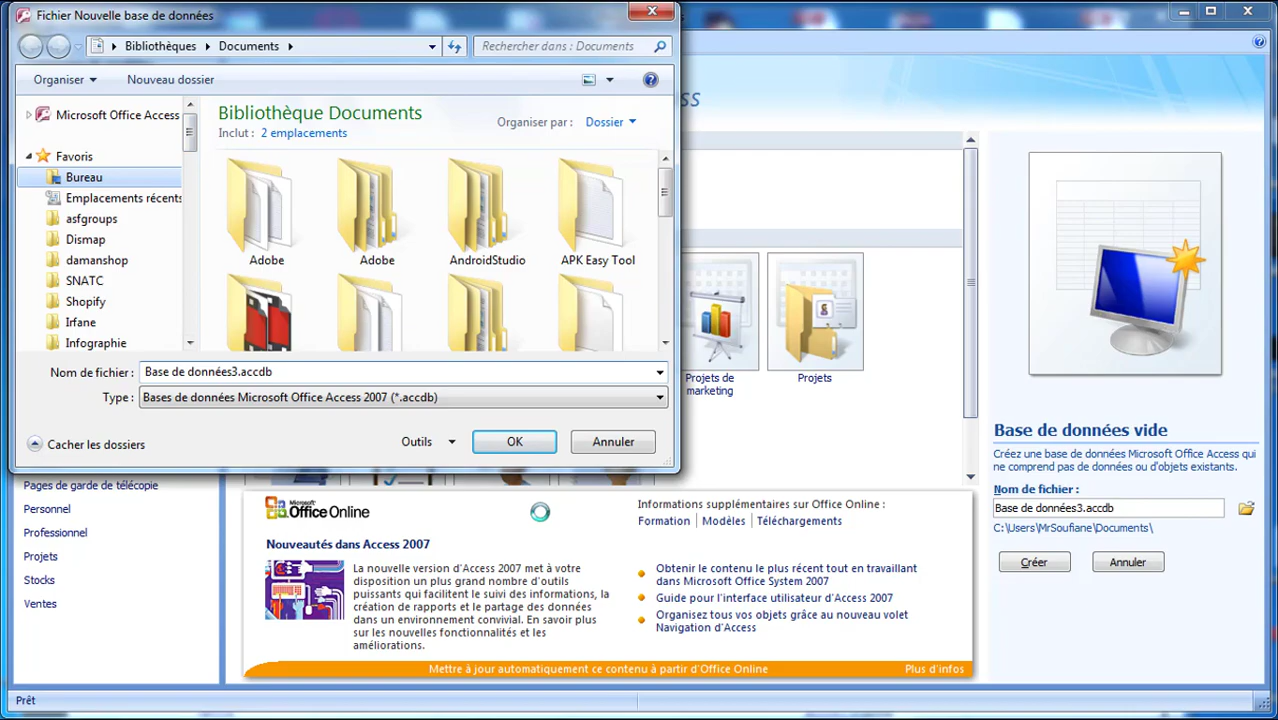 Fichier Nouvelle base de données
Bibliothèques
Documents
Rechercher dans : Documents
Organiser
Nouveau dossier
Microsoft Office Access
Favoris
Bureau
Emplacements récents
asfgroups
Dismap
damanshop
SNATC
Shopify
Irfane
Infographie
Bibliothèque Documents
Inclut : 2 emplacements
Organiser par : Dossier
Adobe
Adobe
AndroidStudio
APK Easy Tool
Nom de fichier : Base de données3.accdb
Type : Bases de données Microsoft Office Access 2007 (*.accdb)
Cacher les dossiers
Outils
OK
Annuler
Projets de
marketing
Projets
Base de données vide
Créez une base de données Microsoft Office Access qui
ne comprend pas de données ou d'objets existants.
Nom de fichier :
Base de données3.accdb
C:\Users\MrSoufiane\Documents\
Créer
Annuler
Pages de garde de télécopie
Personnel
Professionnel
Projets
Stocks
Ventes
Microsoft
Office Online
Informations supplémentaires sur Office Online :
Formation | Modèles | Téléchargements
Nouveautés dans Access 2007
La nouvelle version d'Access 2007 met à votre
disposition un plus grand nombre d'outils
puissants qui facilitent le suivi des informations, la
création de rapports et le partage des données
dans un environnement convivial. En savoir plus
sur les nouvelles fonctionnalités et les
améliorations.
Obtenir le contenu le plus récent tout en travaillant
dans Microsoft Office System 2007
Guide pour l'interface utilisateur d'Access 2007
Organisez tous vos objets grâce au nouveau volet
Navigation d'Access
Mettre à jour automatiquement ce contenu à partir d'Office Online
Plus d'infos
Prêt